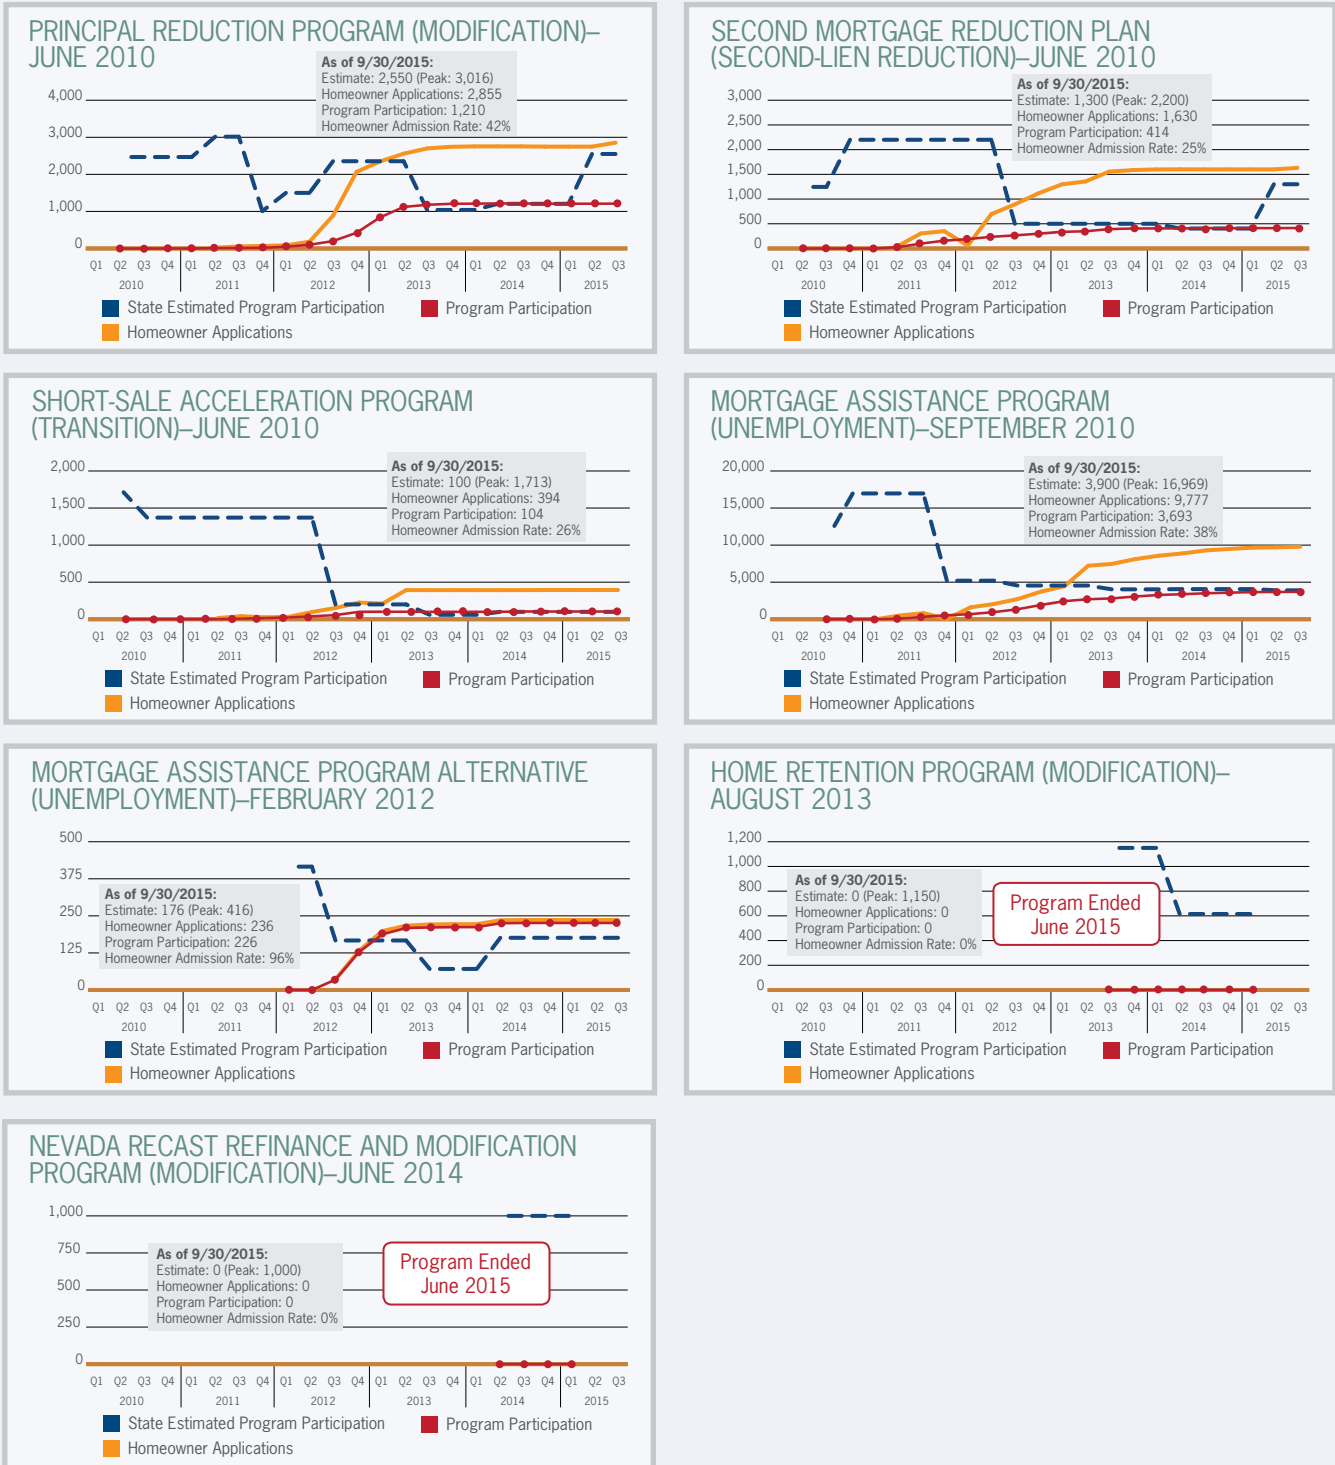 PRINCIPAL REDUCTION PROGRAM (MODIFICATION)–
JUNE 2010
As of 9/30/2015:
Estimate: 2,550 (Peak: 3,016)
Homeowner Applications: 2,855
Program Participation: 1,210
Homeowner Admission Rate: 42%
4,000
3,000
2,000
1,000
0
Q1 Q2 Q3 Q4 Q1 Q2 Q3 Q4 Q1 Q2 Q3 Q4 Q1 Q2 Q3 Q4 Q1 Q2 Q3 Q4 Q1 Q2 Q3
2010 2011 2012 2013 2014 2015
State Estimated Program Participation Program Participation
Homeowner Applications
SECOND MORTGAGE REDUCTION PLAN
(SECOND-LIEN REDUCTION)–JUNE 2010
As of 9/30/2015:
Estimate: 1,300 (Peak: 2,200)
Homeowner Applications: 1,630
Program Participation: 414
Homeowner Admission Rate: 25%
3,000
2,500
2,000
1,500
1,000
500
0
Q1 Q2 Q3 Q4 Q1 Q2 Q3 Q4 Q1 Q2 Q3 Q4 Q1 Q2 Q3 Q4 Q1 Q2 Q3 Q4 Q1 Q2 Q3
2010 2011 2012 2013 2014 2015
State Estimated Program Participation Program Participation
Homeowner Applications
SHORT-SALE ACCELERATION PROGRAM
(TRANSITION)–JUNE 2010
As of 9/30/2015:
Estimate: 100 (Peak: 1,713)
Homeowner Applications: 394
Program Participation: 104
Homeowner Admission Rate: 26%
2,000
1,500
1,000
500
0
Q1 Q2 Q3 Q4 Q1 Q2 Q3 Q4 Q1 Q2 Q3 Q4 Q1 Q2 Q3 Q4 Q1 Q2 Q3 Q4 Q1 Q2 Q3
2010 2011 2012 2013 2014 2015
State Estimated Program Participation Program Participation
Homeowner Applications
MORTGAGE ASSISTANCE PROGRAM
(UNEMPLOYMENT)–SEPTEMBER 2010
As of 9/30/2015:
Estimate: 3,900 (Peak: 16,969)
Homeowner Applications: 9,777
Program Participation: 3,693
Homeowner Admission Rate: 38%
20,000
15,000
10,000
5,000
0
Q1 Q2 Q3 Q4 Q1 Q2 Q3 Q4 Q1 Q2 Q3 Q4 Q1 Q2 Q3 Q4 Q1 Q2 Q3 Q4 Q1 Q2 Q3
2010 2011 2012 2013 2014 2015
State Estimated Program Participation Program Participation
Homeowner Applications
MORTGAGE ASSISTANCE PROGRAM ALTERNATIVE
(UNEMPLOYMENT)–FEBRUARY 2012
As of 9/30/2015:
Estimate: 176 (Peak: 416)
Homeowner Applications: 236
Program Participation: 226
Homeowner Admission Rate: 96%
500
375
250
125
0
Q1 Q2 Q3 Q4 Q1 Q2 Q3 Q4 Q1 Q2 Q3 Q4 Q1 Q2 Q3 Q4 Q1 Q2 Q3 Q4 Q1 Q2 Q3
2010 2011 2012 2013 2014 2015
State Estimated Program Participation Program Participation
Homeowner Applications
HOME RETENTION PROGRAM (MODIFICATION)–
AUGUST 2013
As of 9/30/2015:
Estimate: 0 (Peak: 1,150)
Homeowner Applications: 0
Program Participation: 0
Homeowner Admission Rate: 0%
Program Ended
June 2015
1,200
1,000
800
600
400
200
0
Q1 Q2 Q3 Q4 Q1 Q2 Q3 Q4 Q1 Q2 Q3 Q4 Q1 Q2 Q3 Q4 Q1 Q2 Q3 Q4 Q1 Q2 Q3
2010 2011 2012 2013 2014 2015
State Estimated Program Participation Program Participation
Homeowner Applications
NEVADA RECAST REFINANCE AND MODIFICATION
PROGRAM (MODIFICATION)–JUNE 2014
As of 9/30/2015:
Estimate: 0 (Peak: 1,000)
Homeowner Applications: 0
Program Participation: 0
Homeowner Admission Rate: 0%
Program Ended
June 2015
1,000
750
500
250
0
Q1 Q2 Q3 Q4 Q1 Q2 Q3 Q4 Q1 Q2 Q3 Q4 Q1 Q2 Q3 Q4 Q1 Q2 Q3 Q4 Q1 Q2 Q3
2010 2011 2012 2013 2014 2015
State Estimated Program Participation Program Participation
Homeowner Applications